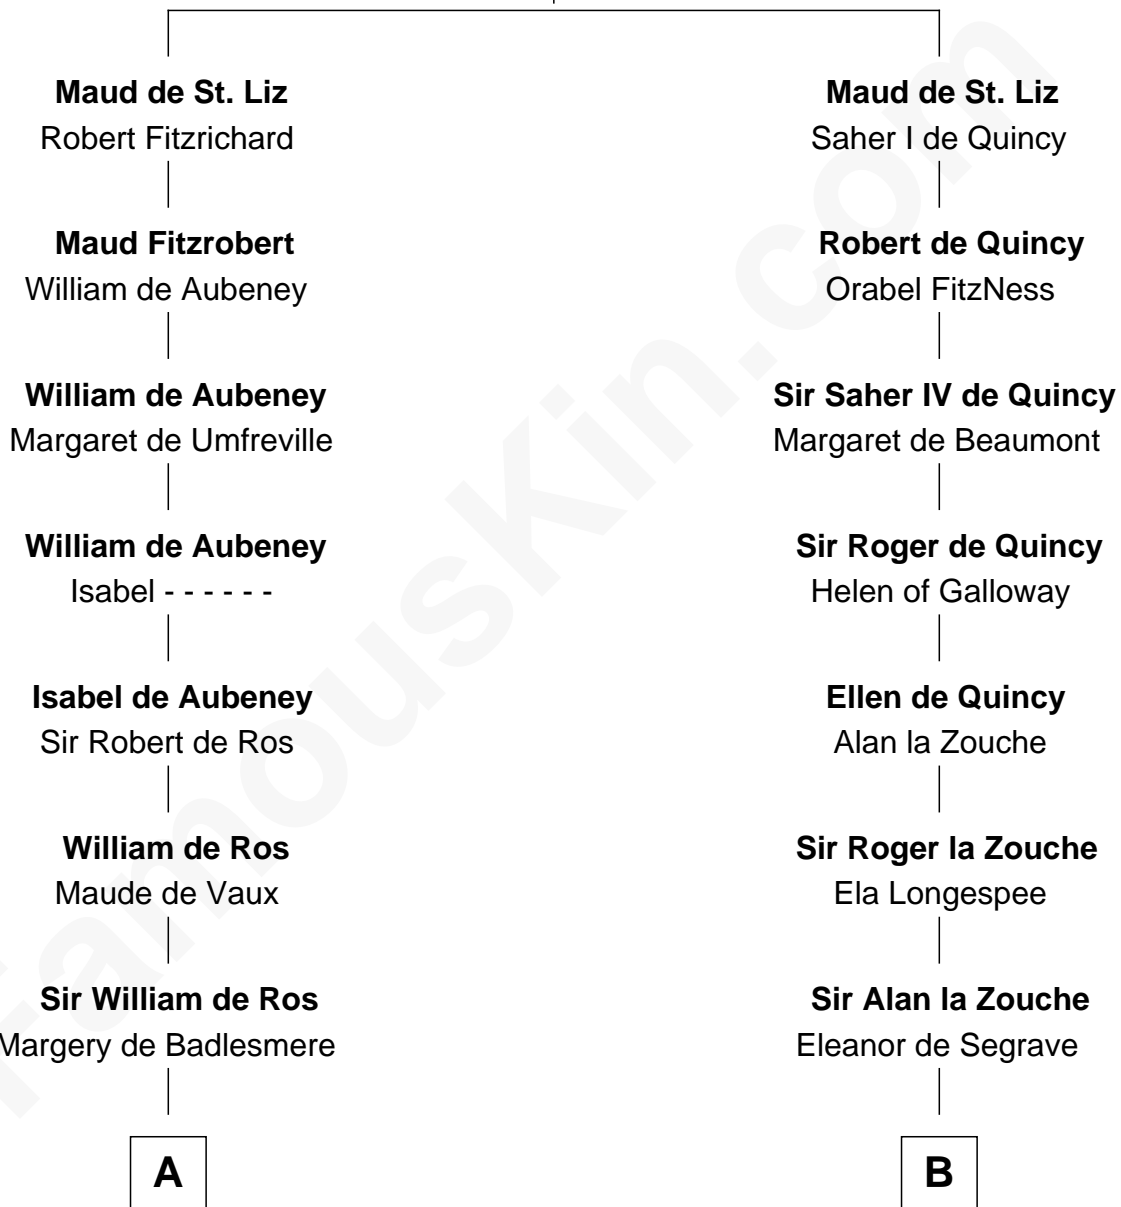 Maud de St. Liz
Robert Fitzrichard
Maud Fitzrobert
William de Aubeney
William de Aubeney
Margaret de Umfreville
William de Aubeney
Isabel - - - - - -
Isabel de Aubeney
Sir Robert de Ros
William de Ros
Maude de Vaux
Sir William de Ros
Margery de Badlesmere
A
Maud de St. Liz
Saher I de Quincy
Robert de Quincy
Orabel FitzNess
Sir Saher IV de Quincy
Margaret de Beaumont
Sir Roger de Quincy
Helen of Galloway
Ellen de Quincy
Alan la Zouche
Sir Roger la Zouche
Ela Longespee
Sir Alan la Zouche
Eleanor de Segrave
B
FamousKin.com